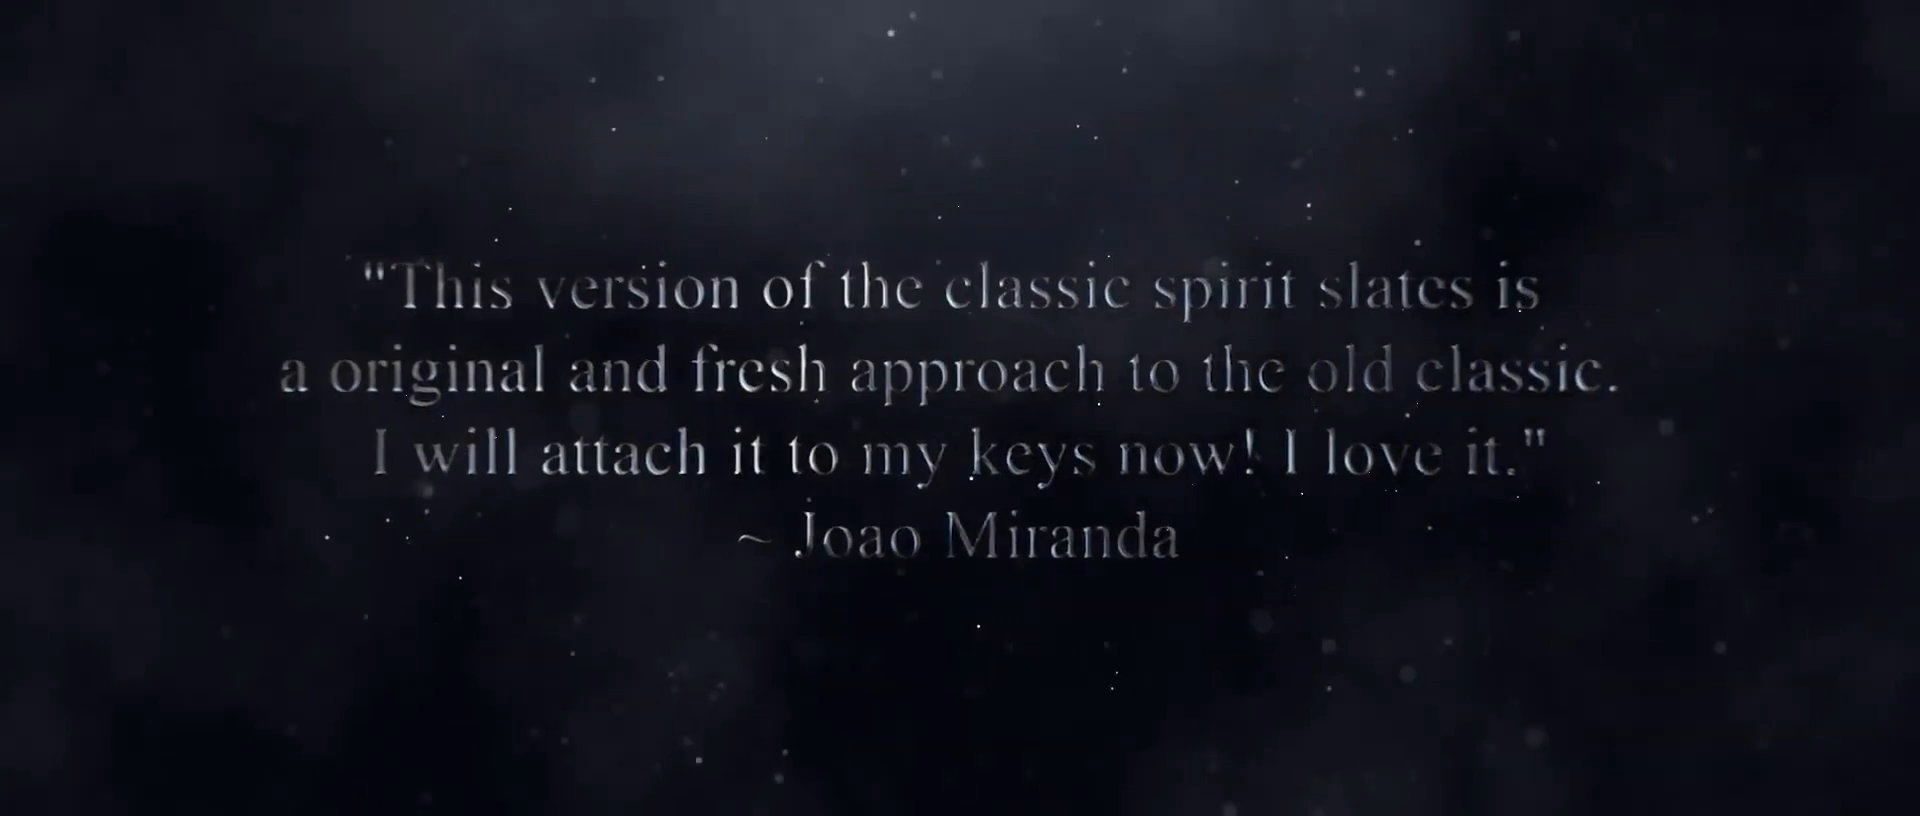 "This version of the classic spirit slates is
a original and fresh approach to the old classic.
I will attach it to my keys now! I love it."
~ Joao Miranda